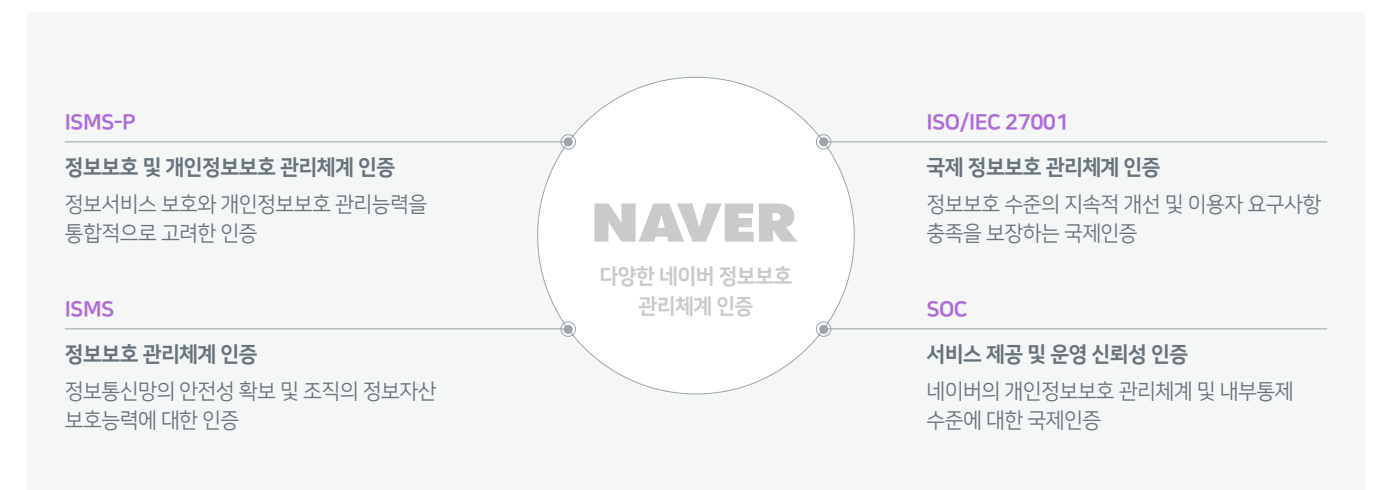 ISMS-P
정보보호 및 개인정보보호 관리체계 인증
정보서비스 보호와 개인정보보호 관리능력을
통합적으로 고려한 인증
ISMS
정보보호 관리체계 인증
정보통신망의 안전성 확보 및 조직의 정보자산
보호능력에 대한 인증
NAVER
다양한 네이버 정보보호
관리체계 인증
ISO/IEC 27001
국제 정보보호 관리체계 인증
정보보호 수준의 지속적 개선 및 이용자 요구사항
충족을 보장하는 국제인증
SOC
서비스 제공 및 운영 신뢰성 인증
네이버의 개인정보보호 관리체계 및 내부통제
수준에 대한 국제인증